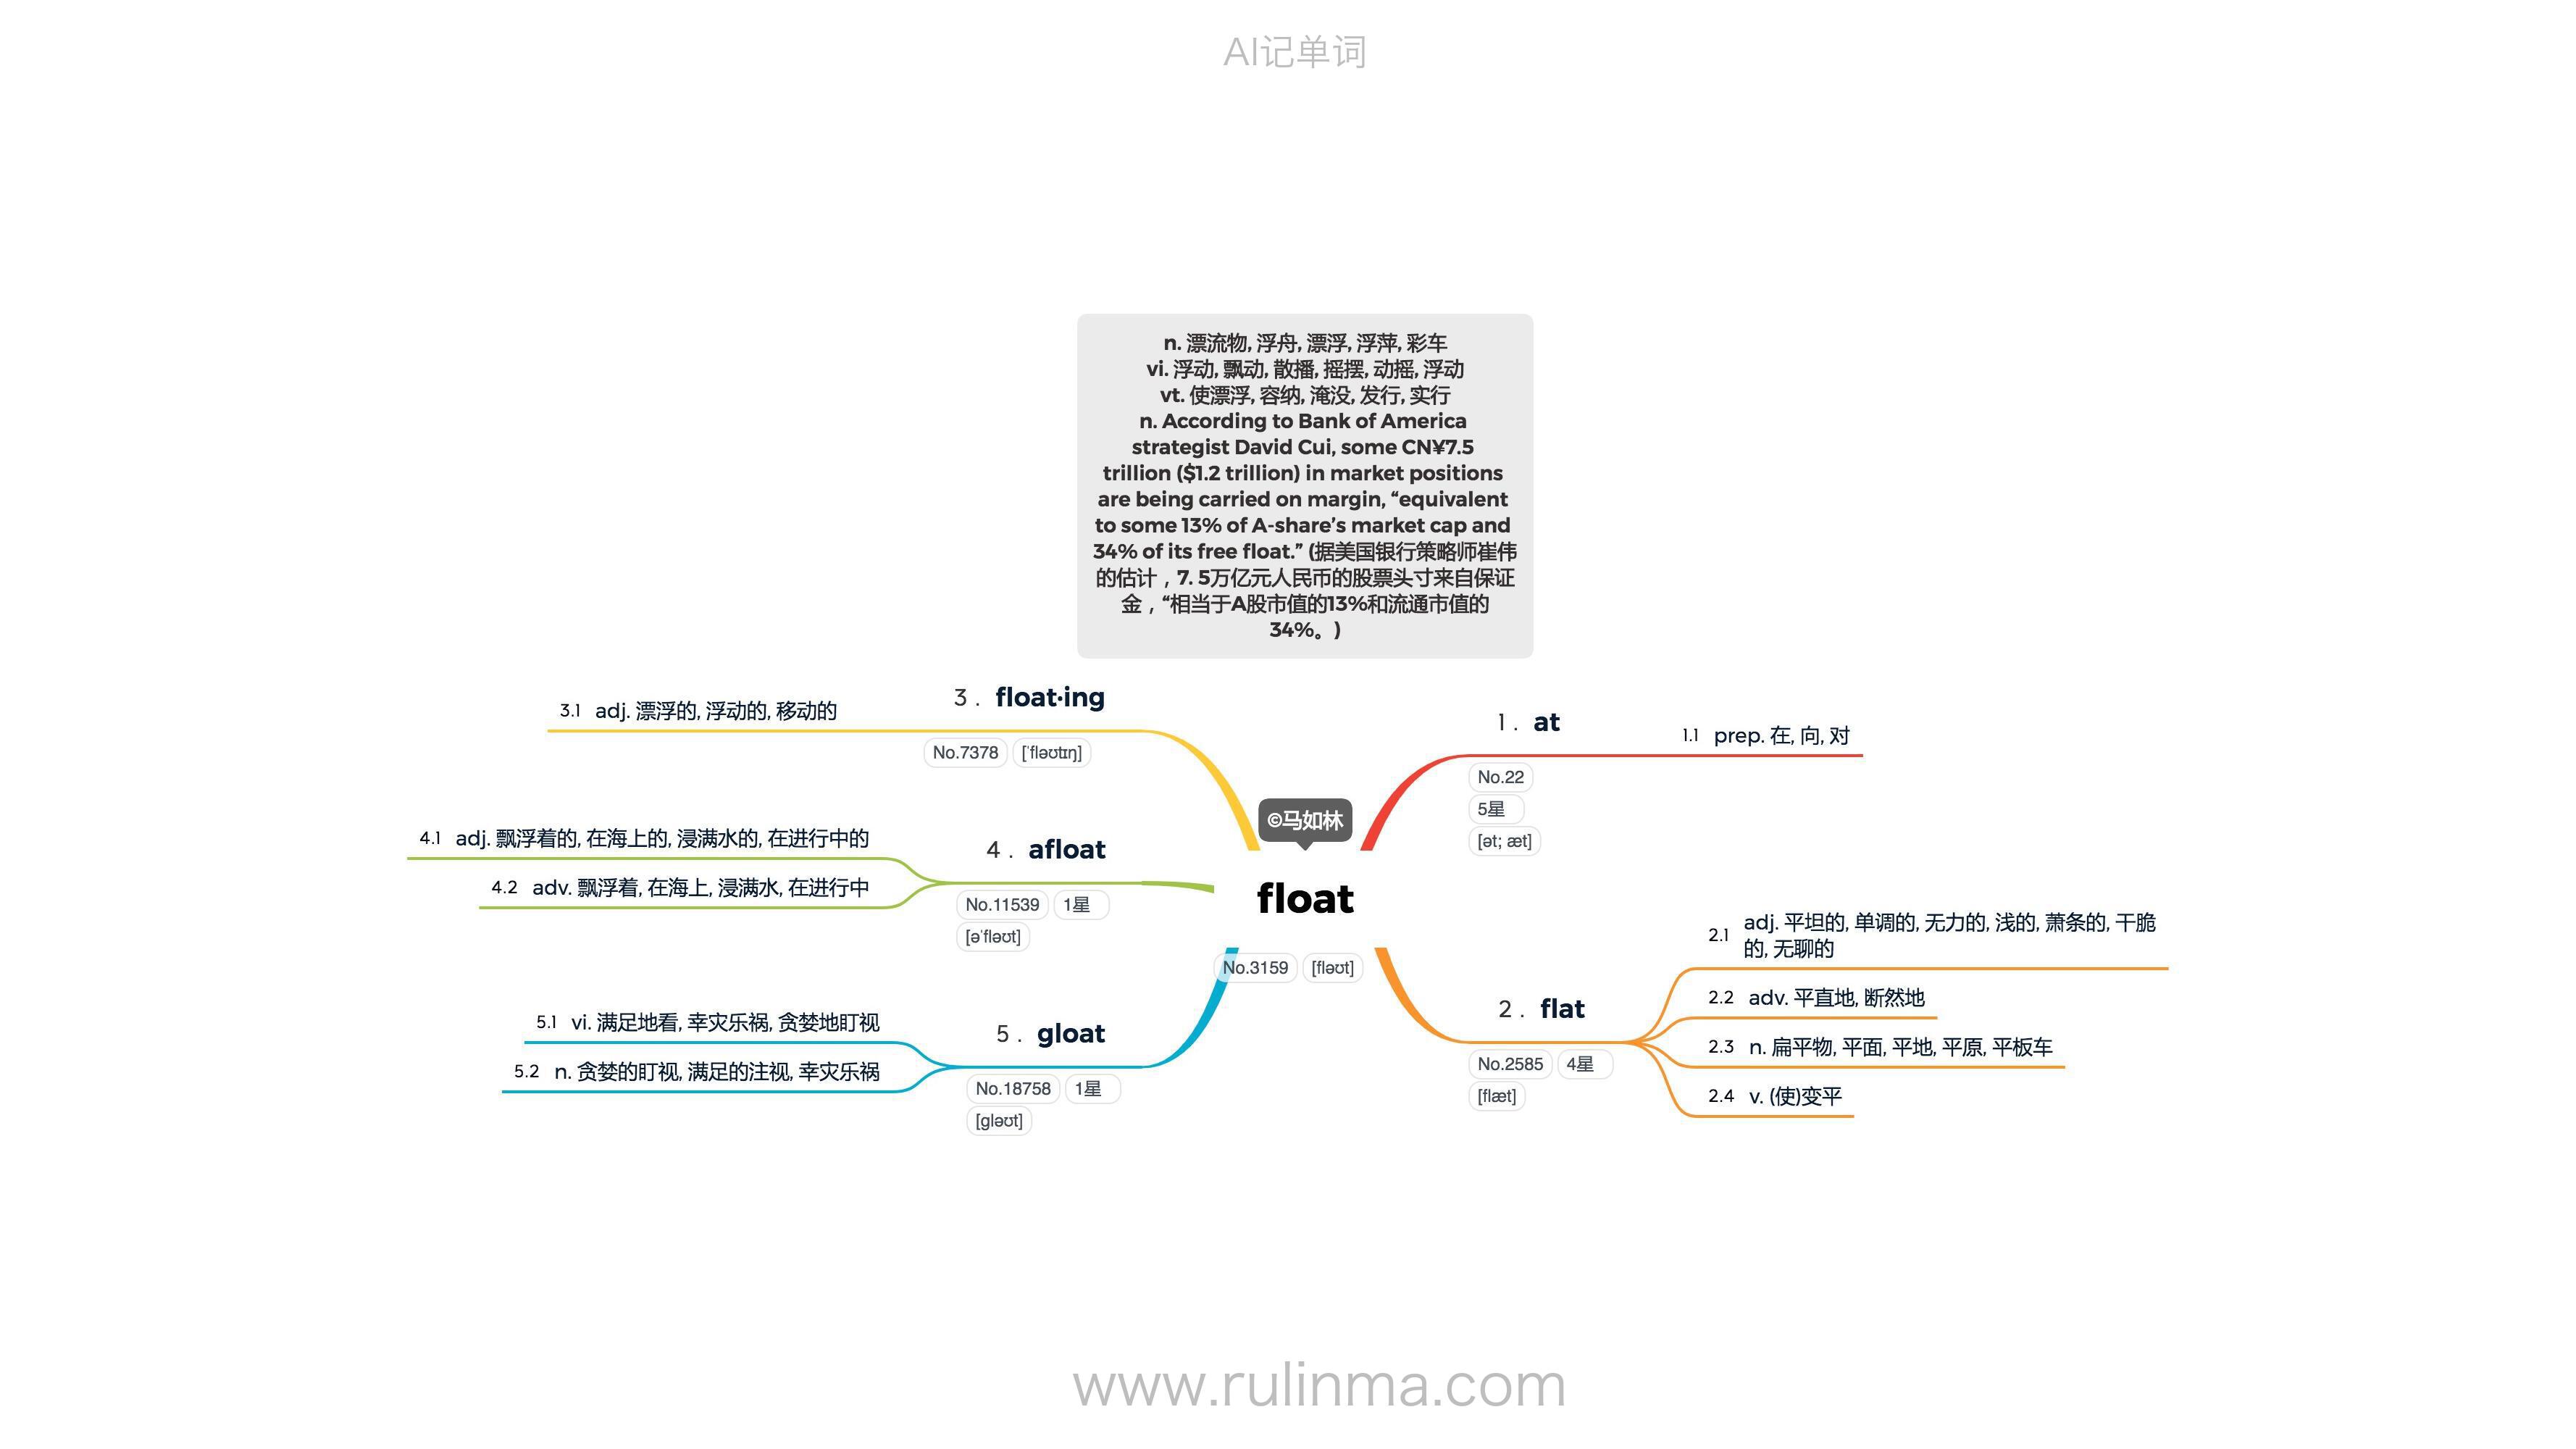 AI记单词
n. 漂流物, 浮舟, 漂浮, 浮萍, 彩车
vi. 浮动, 飘动, 散播, 摇摆, 动摇, 浮动
vt. 使漂浮, 容纳, 淹没, 发行, 实行
n. According to Bank of America
strategist David Cui, some CN¥7.5
trillion ($1.2 trillion) in market positions
are being carried on margin, “equivalent
to some 13% of A-share’s market cap and
34% of its free float.” (据美国银行策略师崔伟
的估计，7. 5万亿元人民币的股票头寸来自保证
金，“相当于A股市值的13%和流通市值的
34%。)
©马如林
float
No.3159 [fləʊt]
1 . at
No.22
5星
[ət; æt]
1.1 prep. 在, 向, 对
2 . flat
No.2585 4星
[flæt]
2.1 adj. 平坦的, 单调的, 无力的, 浅的, 萧条的, 干脆
的, 无聊的
2.2 adv. 平直地, 断然地
2.3 n. 扁平物, 平面, 平地, 平原, 平板车
2.4 v. (使)变平
3 . float·ing
No.7378 [ˈfləʊtɪŋ]
3.1 adj. 漂浮的, 浮动的, 移动的
4 . afloat
No.11539 1星
[əˈfləʊt]
4.1 adj. 飘浮着的, 在海上的, 浸满水的, 在进行中的
4.2 adv. 飘浮着, 在海上, 浸满水, 在进行中
5 . gloat
No.18758 1星
[gləʊt]
5.1 vi. 满足地看, 幸灾乐祸, 贪婪地盯视
5.2 n. 贪婪的盯视, 满足的注视, 幸灾乐祸
www.rulinma.com